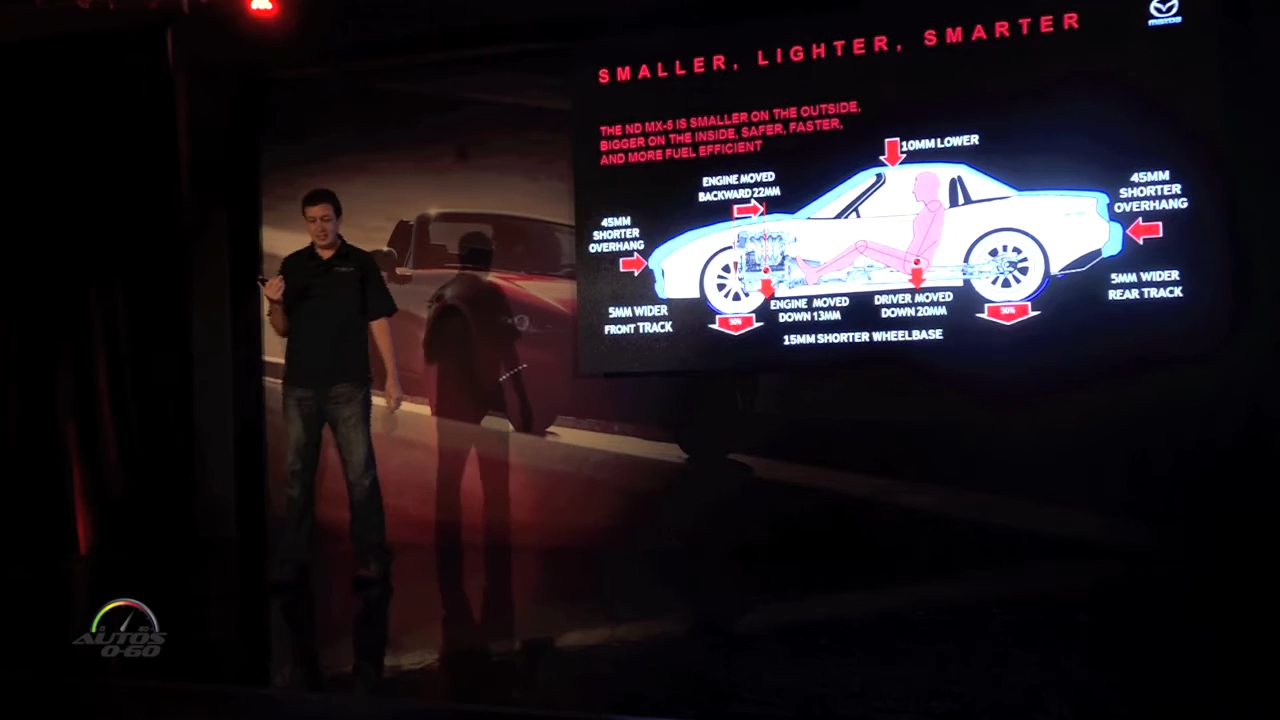 SMALLER, LIGHTER, SMARTER
mazda
THE ND MX-5 IS SMALLER ON THE OUTSIDE,
BIGGER ON THE INSIDE, SAFER, FASTER,
AND MORE FUEL EFFICIENT
10MM LOWER
ENGINE MOVED
BACKWARD 22MM
45MM
SHORTER
OVERHANG
45MM
SHORTER
OVERHANG
5MM WIDER
FRONT TRACK
50%
ENGINE MOVED
DOWN 13MM
DRIVER MOVED
DOWN 20MM
50%
5MM WIDER
REAR TRACK
15MM SHORTER WHEELBASE
AUTOS
0-60